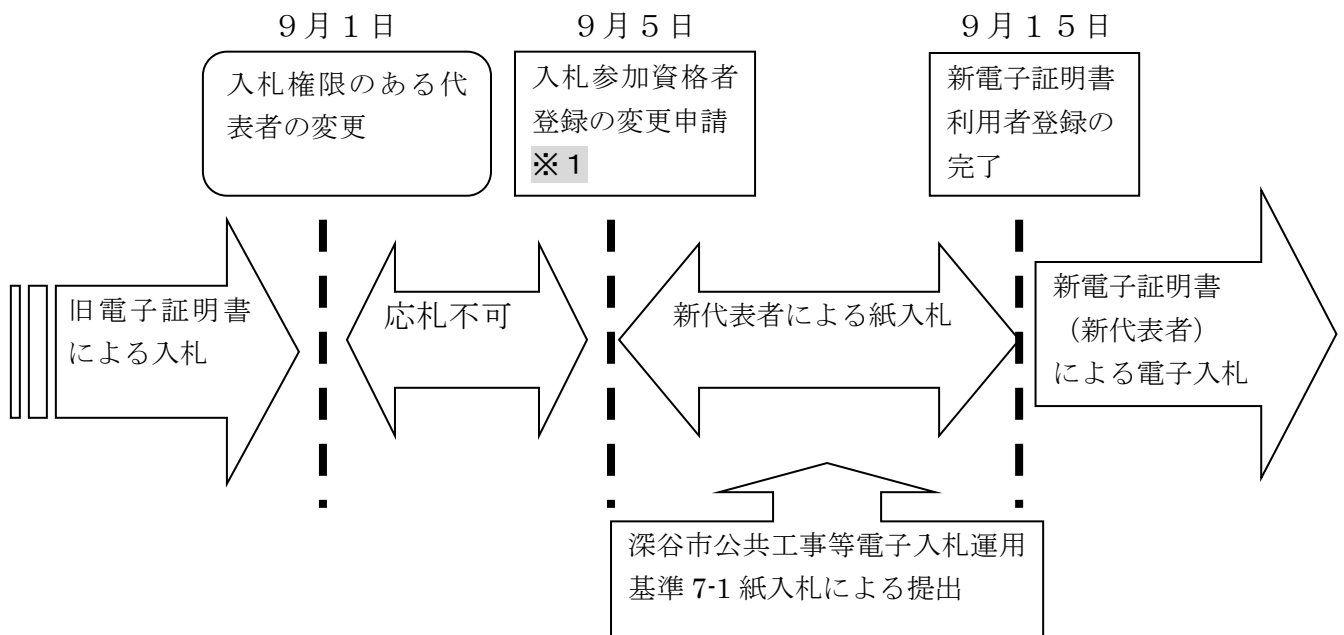 ９月１日
９月５日
９月１５日
入札権限のある代
表者の変更
入札参加資格者
登録の変更申請
※１
新電子証明書
利用者登録の
完了
旧電子証明書
による入札
応札不可
新代表者による紙入札
新電子証明書
（新代表者）
による電子入札
深谷市公共工事等電子入札運用
基準 7-1 紙入札による提出